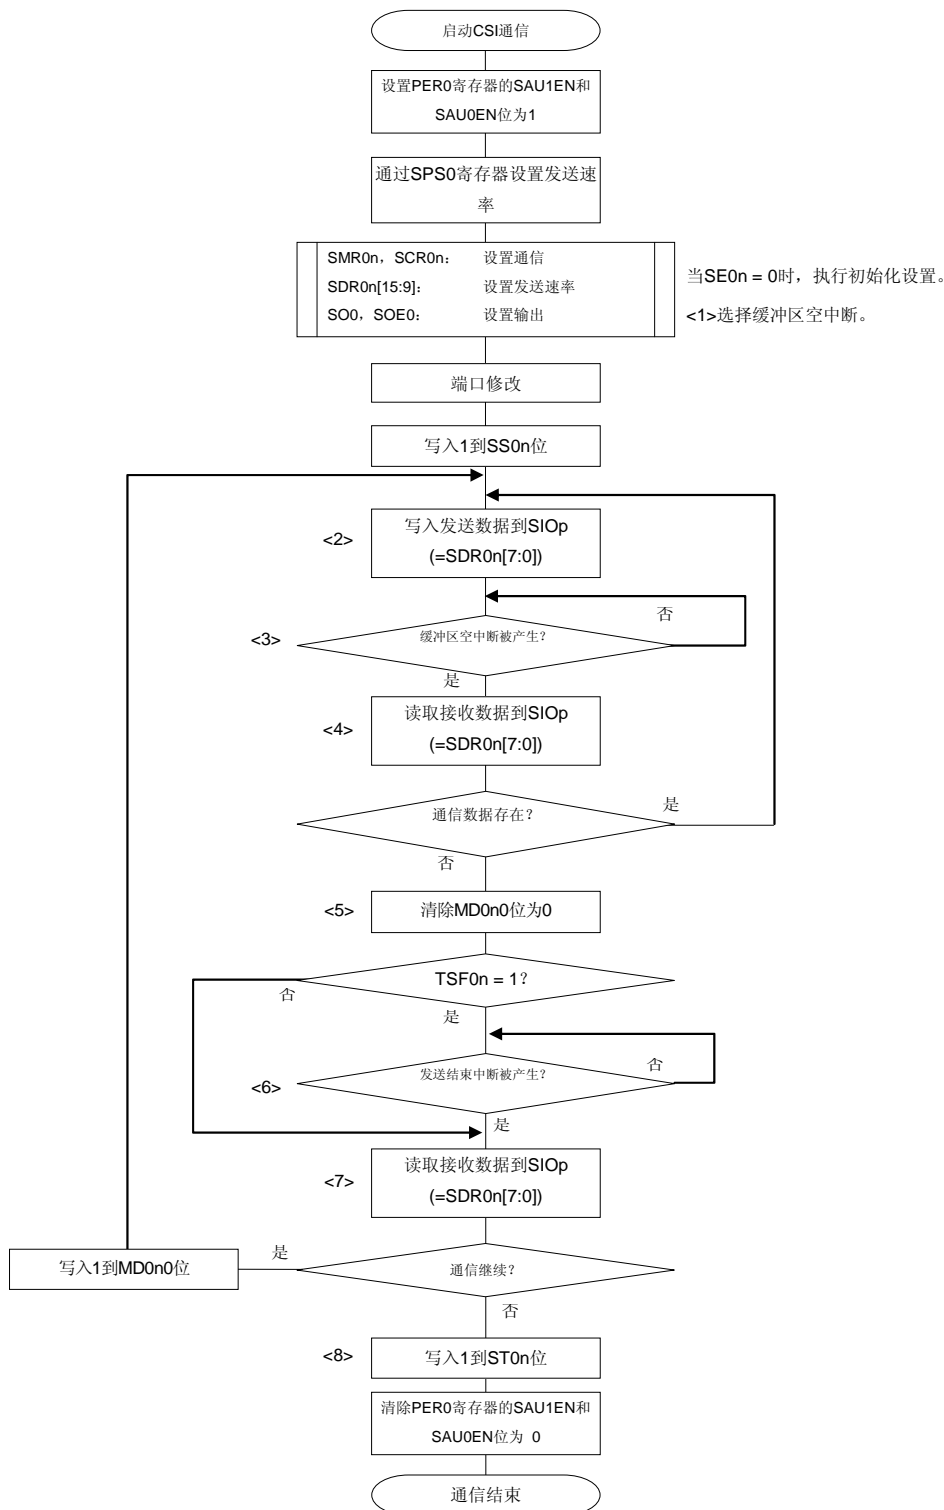 启动CSI通信
设置PER0寄存器的SAU1EN和
SAU0EN位为1
通过SPS0寄存器设置发送速
率
SMR0n，SCR0n： 设置通信
SDR0n[15:9]： 设置发送速率
SO0，SOE0： 设置输出
当SE0n = 0时，执行初始化设置。
<1>选择缓冲区空中断。
端口修改
写入1到SS0n位
<2>
写入发送数据到SIOp
(=SDR0n[7:0])
否
<3>
缓冲区空中断被产生？
是
<4>
读取接收数据到SIOp
(=SDR0n[7:0])
通信数据存在？
是
否
<5>
清除MD0n0位为0
TSF0n = 1？
否
是
<6>
发送结束中断被产生？
否
是
<7>
读取接收数据到SIOp
(=SDR0n[7:0])
写入1到MD0n0位
是
通信继续？
否
<8>
写入1到ST0n位
清除PER0寄存器的SAU1EN和
SAU0EN位为 0
通信结束